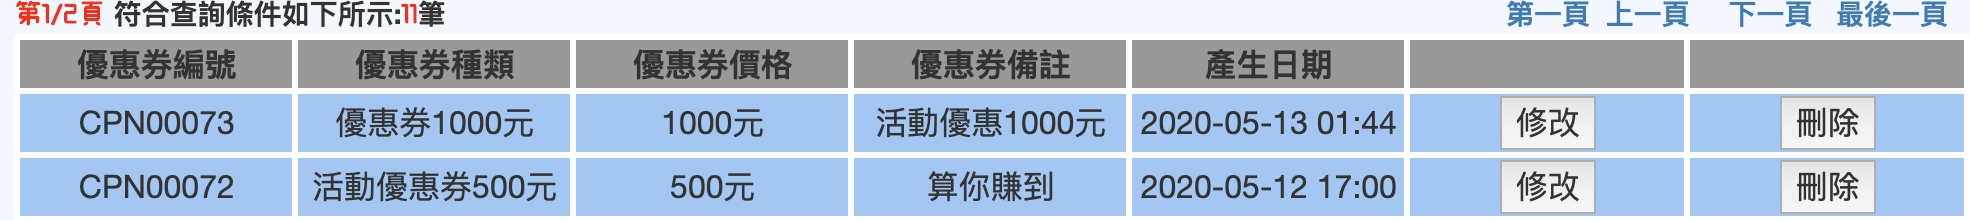 第1/2頁 符合查詢條件如下所示:11筆 第一頁 上一頁 下一頁 最後一頁
優惠券編號 優惠券種類 優惠券價格 優惠券備註 產生日期
CPN00073 優惠券1000元 1000元 活動優惠1000元 2020-05-13 01:44 修改 刪除
CPN00072 活動優惠券500元 500元 算你賺到 2020-05-12 17:00 修改 刪除